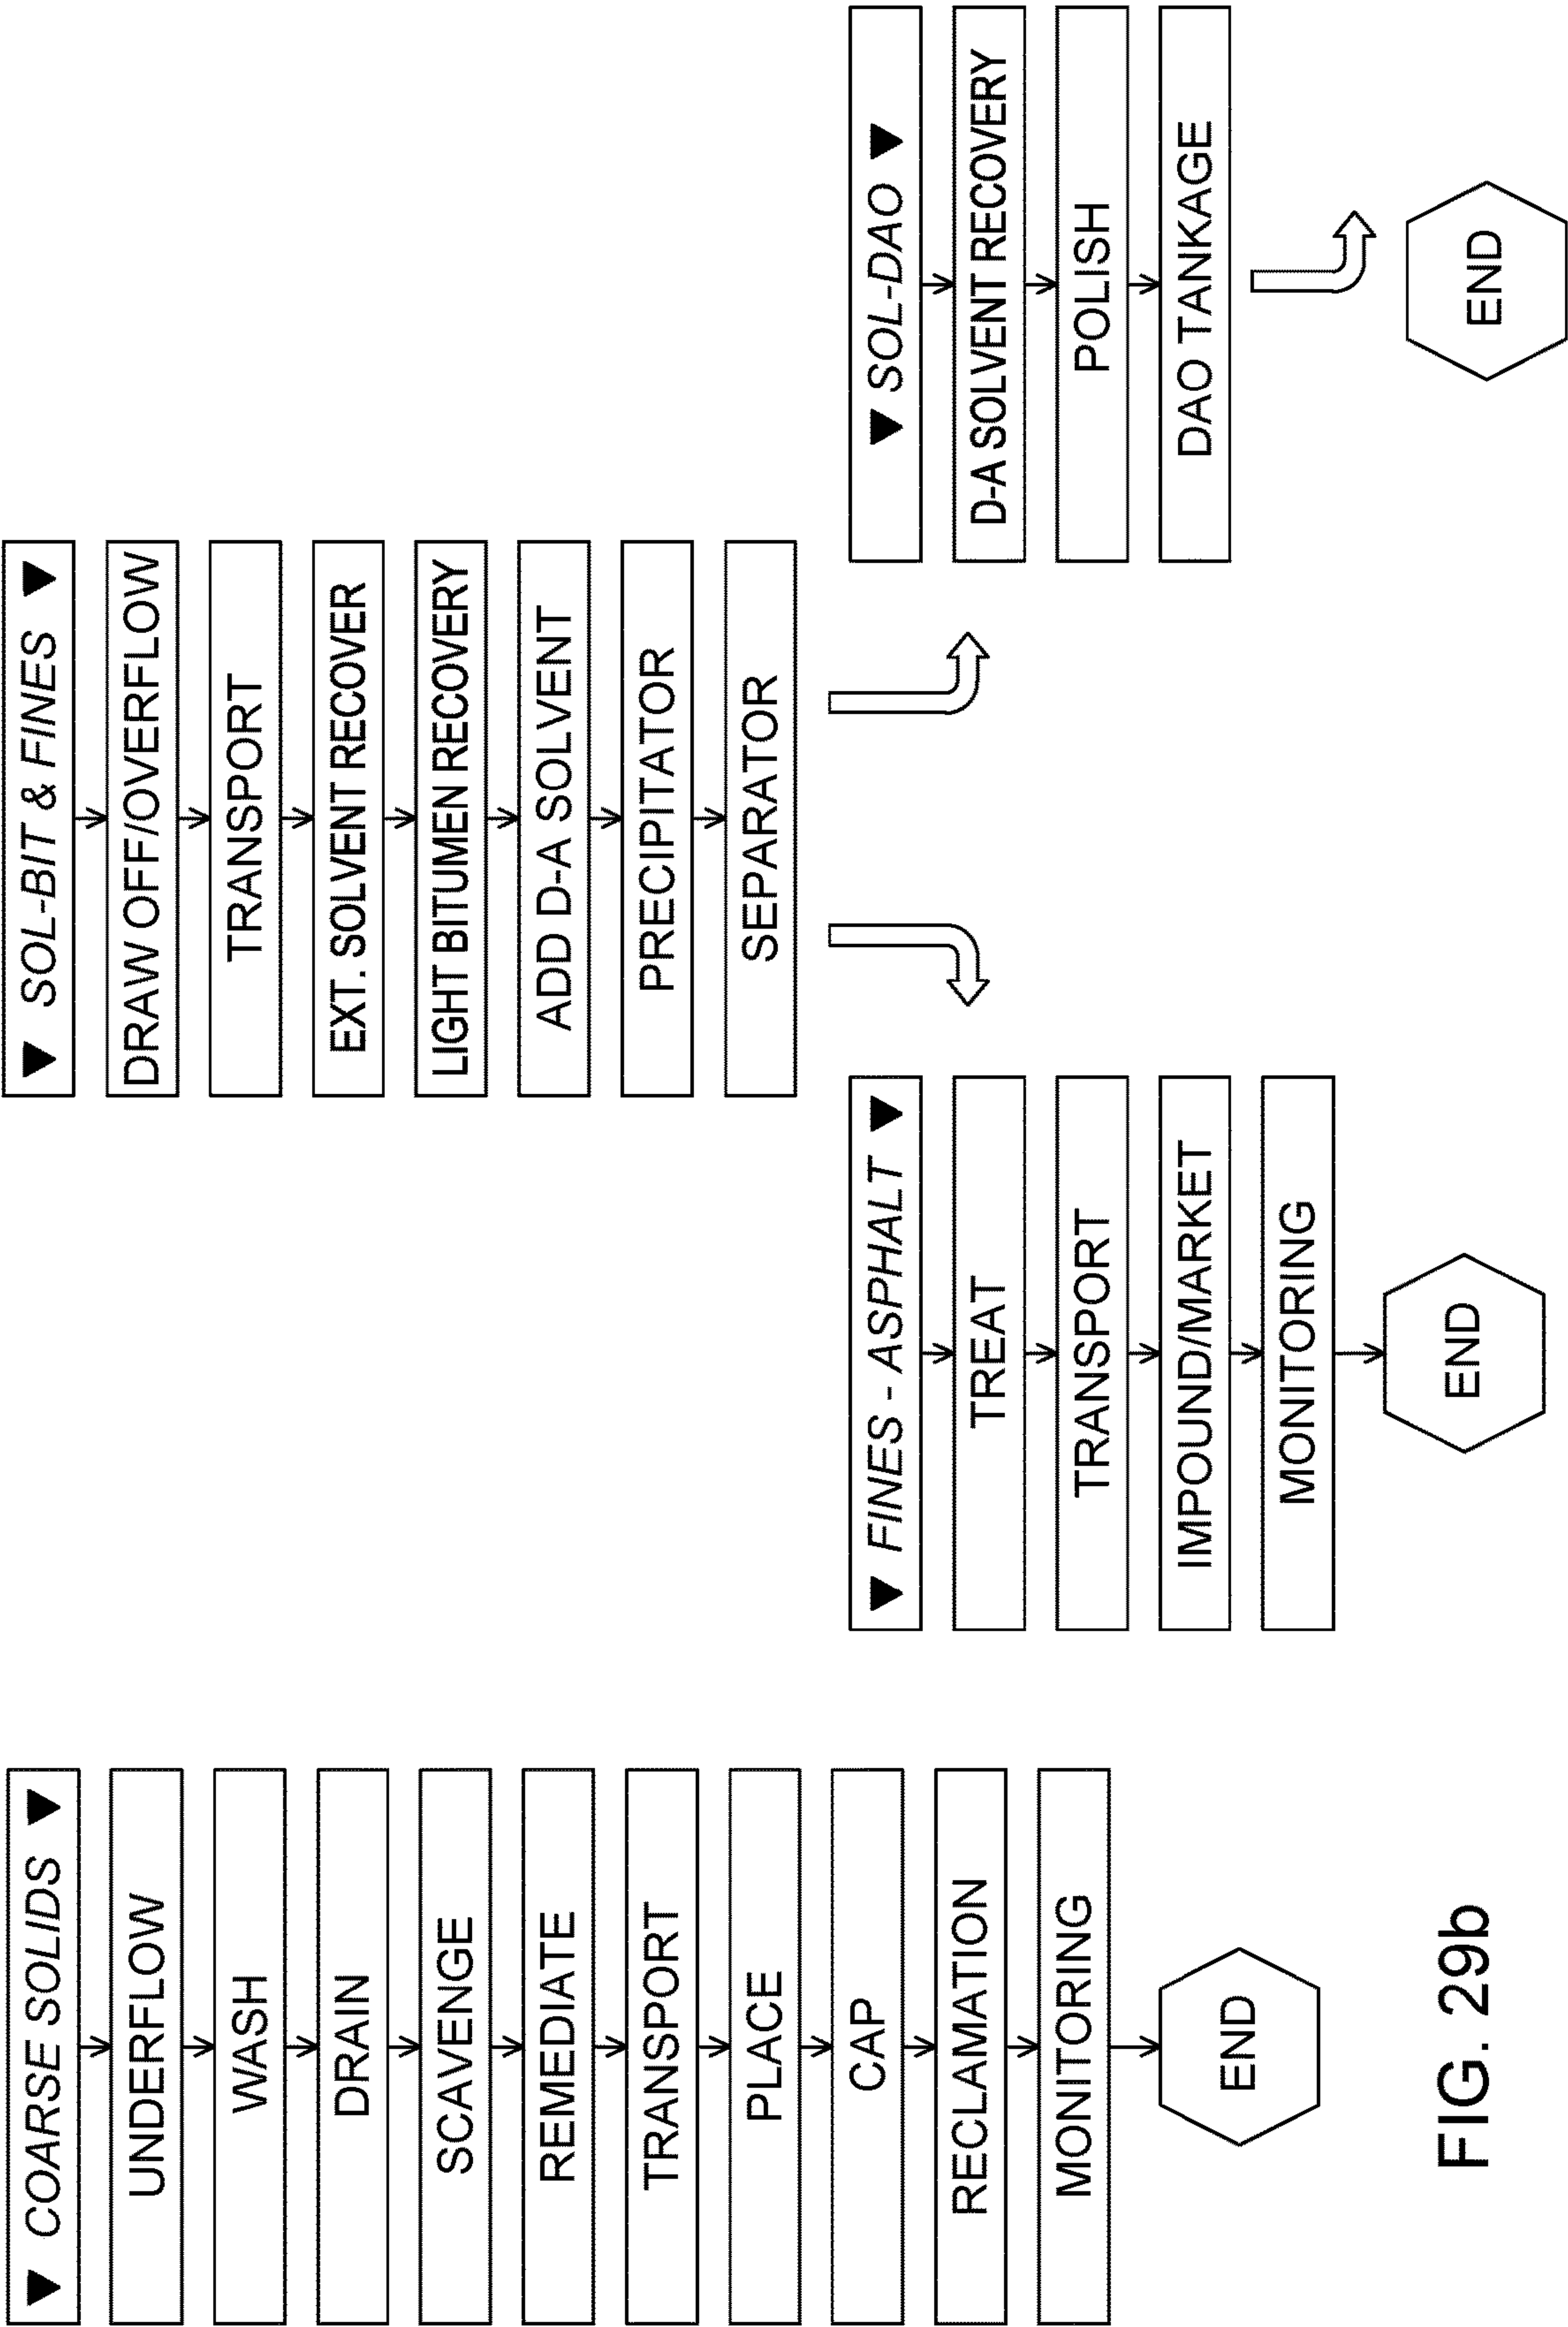 ▼ COARSE SOLIDS ▼
UNDERFLOW
WASH
DRAIN
SCAVENGE
REMEDIATE
TRANSPORT
PLACE
CAP
RECLAMATION
MONITORING
END
▼ SOL-BIT & FINES ▼
DRAW OFF/OVERFLOW
TRANSPORT
EXT. SOLVENT RECOVER
LIGHT BITUMEN RECOVERY
ADD D-A SOLVENT
PRECIPITATOR
SEPARATOR
▼ FINES - ASPHALT ▼
TREAT
TRANSPORT
IMPOUND/MARKET
MONITORING
END
▼ SOL-DAO ▼
D-A SOLVENT RECOVERY
POLISH
DAO TANKAGE
END
FIG. 29b